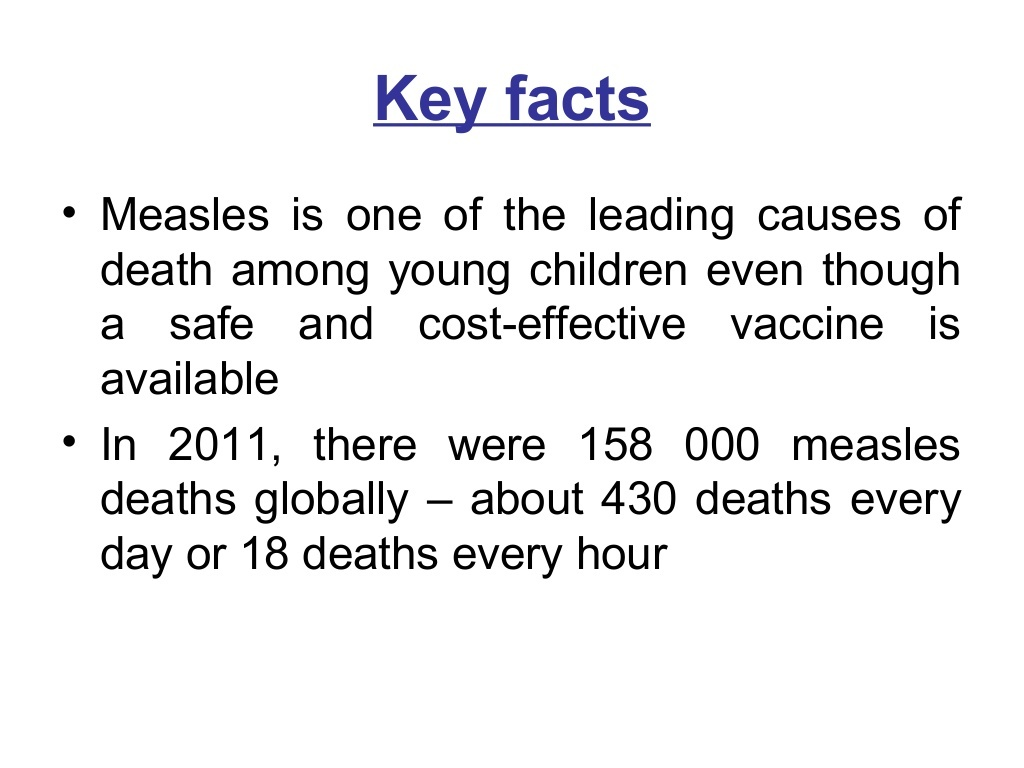 Key facts
• Measles is one of the leading causes of
death among young children even though
a safe and cost-effective vaccine is
available
• In 2011, there were 158 000 measles
deaths globally – about 430 deaths every
day or 18 deaths every hour